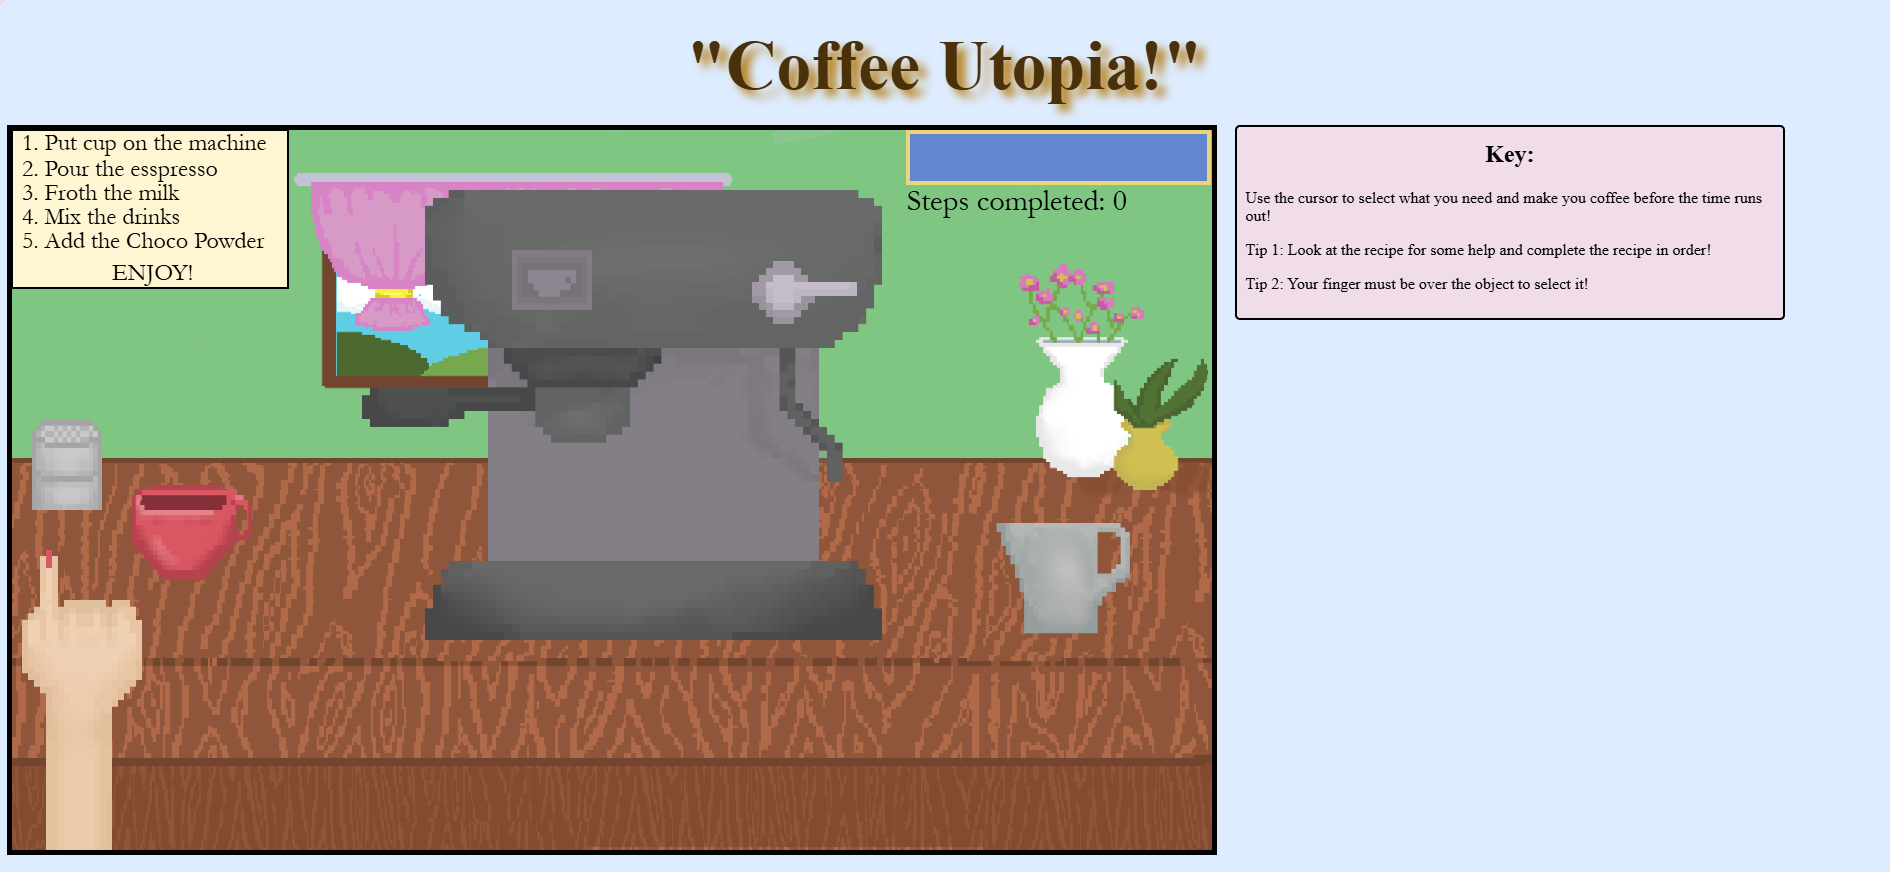 "Coffee Utopia!"
1. Put cup on the machine
2. Pour the esspresso
3. Froth the milk
4. Mix the drinks
5. Add the Choco Powder
ENJOY!
Steps completed: 0
Key:
Use the cursor to select what you need and make you coffee before the time runs
out!
Tip 1: Look at the recipe for some help and complete the recipe in order!
Tip 2: Your finger must be over the object to select it!